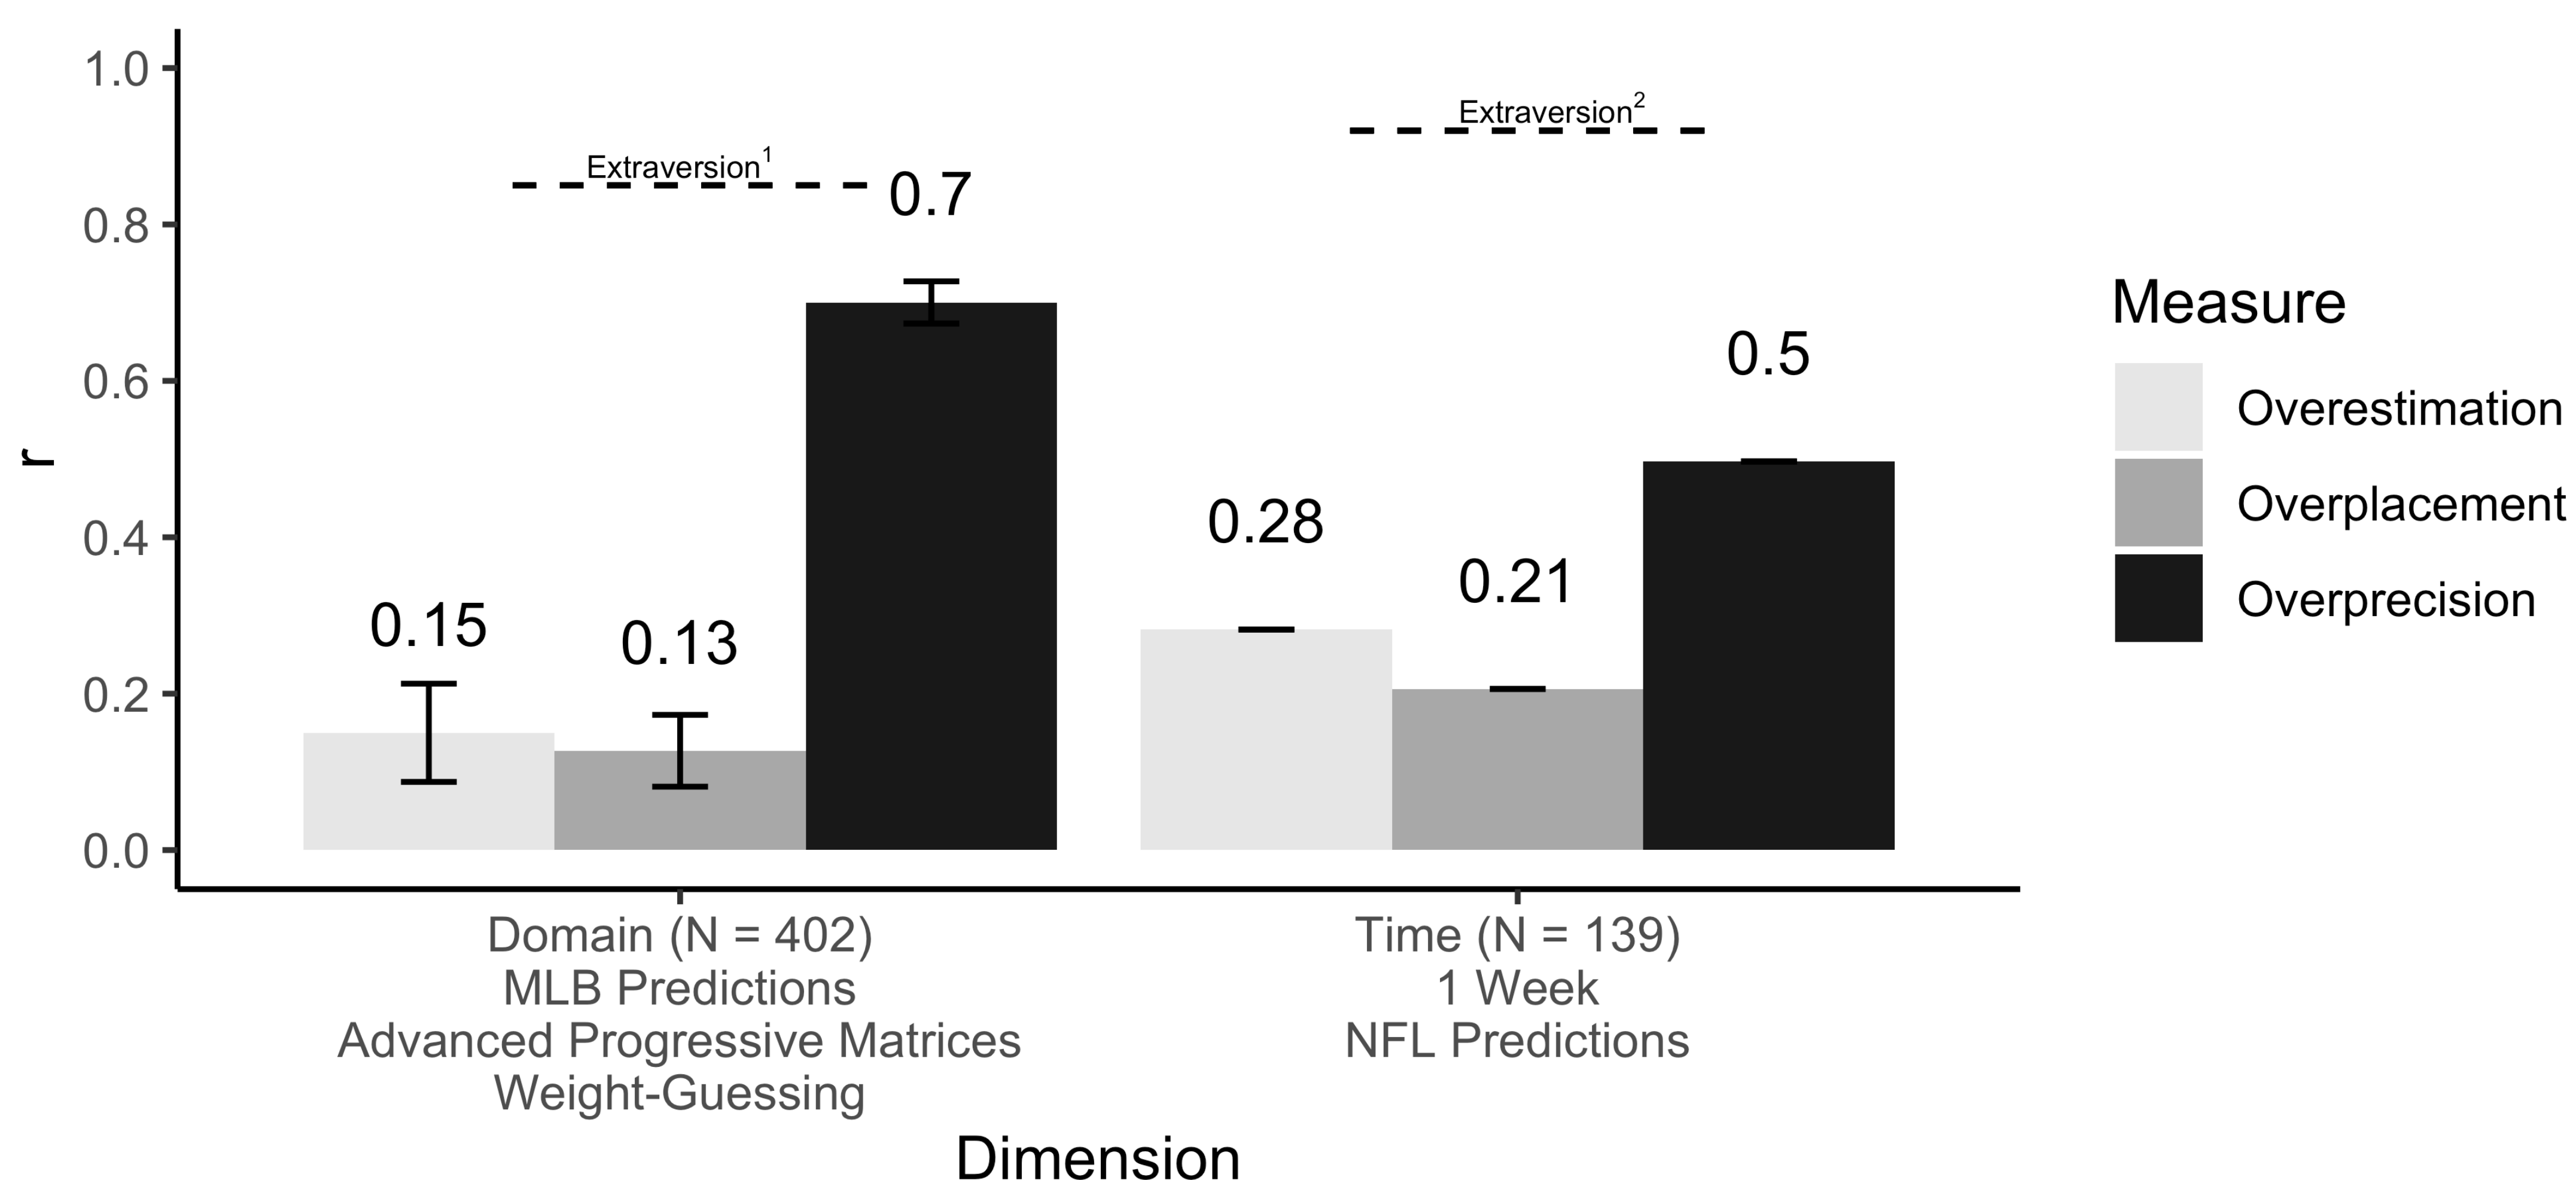 1.0
0.8
0.6
0.4
0.2
0.0
r
Extraversion¹
0.7
Extraversion²
0.5
0.28
0.21
0.15
0.13
Domain (N = 402)
MLB Predictions
Advanced Progressive Matrices
Weight-Guessing
Time (N = 139)
1 Week
NFL Predictions
Dimension
Measure
Overestimation
Overplacement
Overprecision